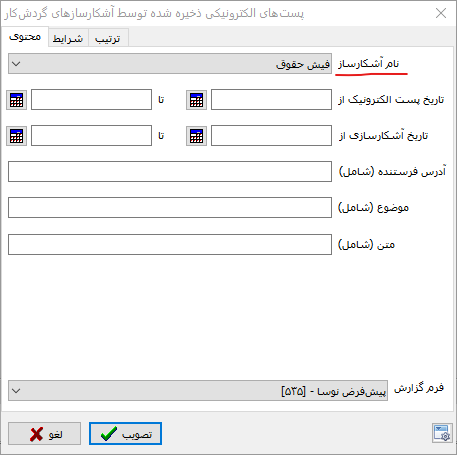 پست‌های الکترونیکی ذخیره شده توسط آشکارسازهای گردش‌کار
محتوی شرایط ترتیب
نام آشکارساز فیش حقوق
تاریخ پست الکترونیک از تا
تاریخ آشکارسازی از تا
آدرس فرستنده (شامل)
موضوع (شامل)
متن (شامل)
فرم گزارش پیش‌فرض نوسا - [۵۳۵]
تصویب لغو